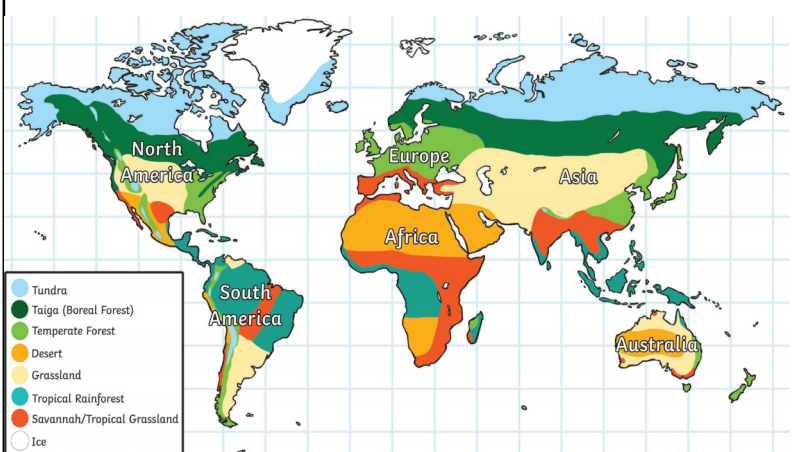 North
America
Europe
Asia
Africa
South
America
Australia
Tundra
Taiga (Boreal Forest)
Temperate Forest
Desert
Grassland
Tropical Rainforest
Savannah/Tropical Grassland
Ice